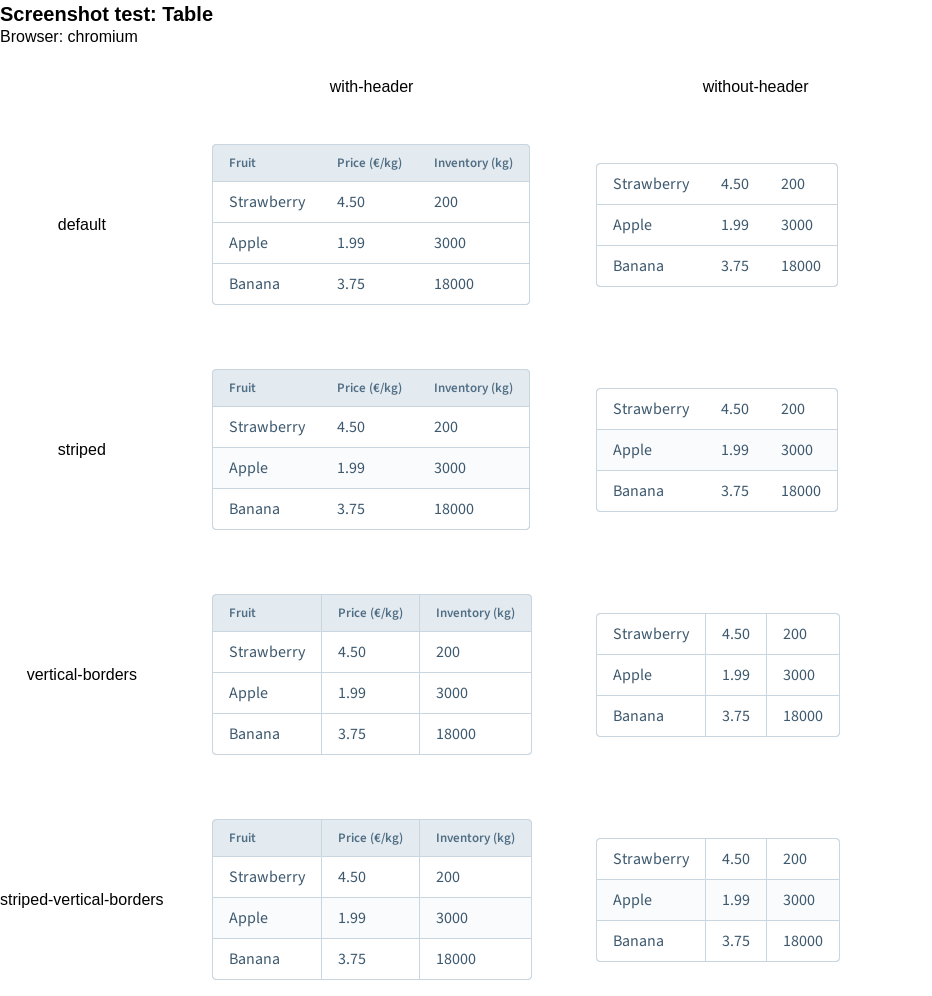 Screenshot test: Table
Browser: chromium
with-header without-header
default
Fruit Price (€/kg) Inventory (kg)
Strawberry 4.50 200
Apple 1.99 3000
Banana 3.75 18000
Strawberry 4.50 200
Apple 1.99 3000
Banana 3.75 18000
striped
Fruit Price (€/kg) Inventory (kg)
Strawberry 4.50 200
Apple 1.99 3000
Banana 3.75 18000
Strawberry 4.50 200
Apple 1.99 3000
Banana 3.75 18000
vertical-borders
Fruit Price (€/kg) Inventory (kg)
Strawberry 4.50 200
Apple 1.99 3000
Banana 3.75 18000
Strawberry 4.50 200
Apple 1.99 3000
Banana 3.75 18000
striped-vertical-borders
Fruit Price (€/kg) Inventory (kg)
Strawberry 4.50 200
Apple 1.99 3000
Banana 3.75 18000
Strawberry 4.50 200
Apple 1.99 3000
Banana 3.75 18000